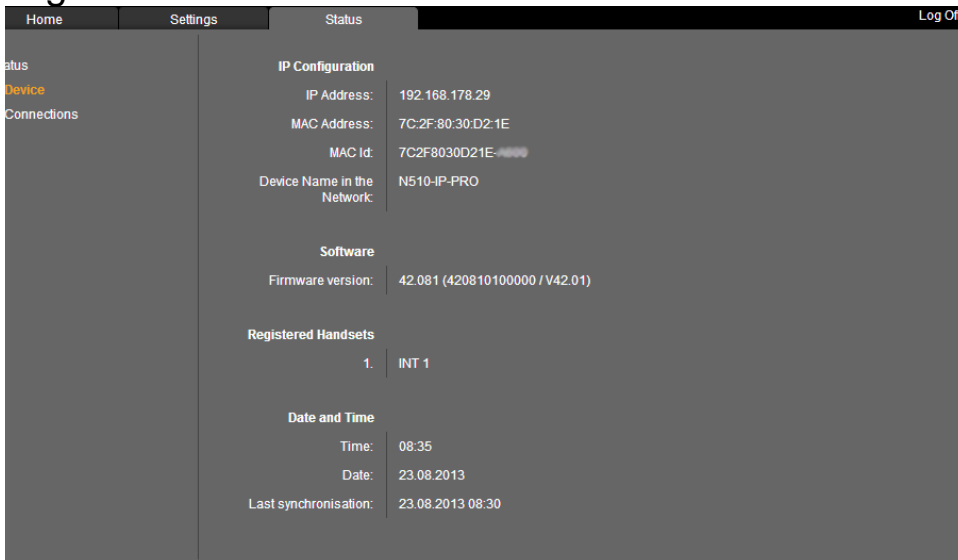 Home Settings Status Log Of
atus
Device
Connections
IP Configuration
IP Address: 192.168.178.29
MAC Address: 7C:2F:80:30:D2:1E
MAC Id: 7C2F8030D21E-
Device Name in the Network: N510-IP-PRO
Software
Firmware version: 42.081 (420810100000 / V42.01)
Registered Handsets
1. INT 1
Date and Time
Time: 08:35
Date: 23.08.2013
Last synchronisation: 23.08.2013 08:30